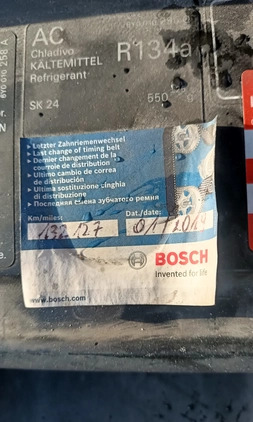 AC
Chladivo
KÄLTEMITTEL
Refrigerant
R134a
SK 24
550 g
▸ Letzter Zahnriemenwechsel
▸ Last change of timing belt
▸ Dernier changement de la
courroie de distribution
▸ Ultimo cambio de correa
de distribución
▸ Ultima sostituzione cinghia
di distribuzione
▸ Последняя смена зубчатого ремня
Km/miles:
Dat./date:
132127
BOSCH
Invented for life
www.bosch.com